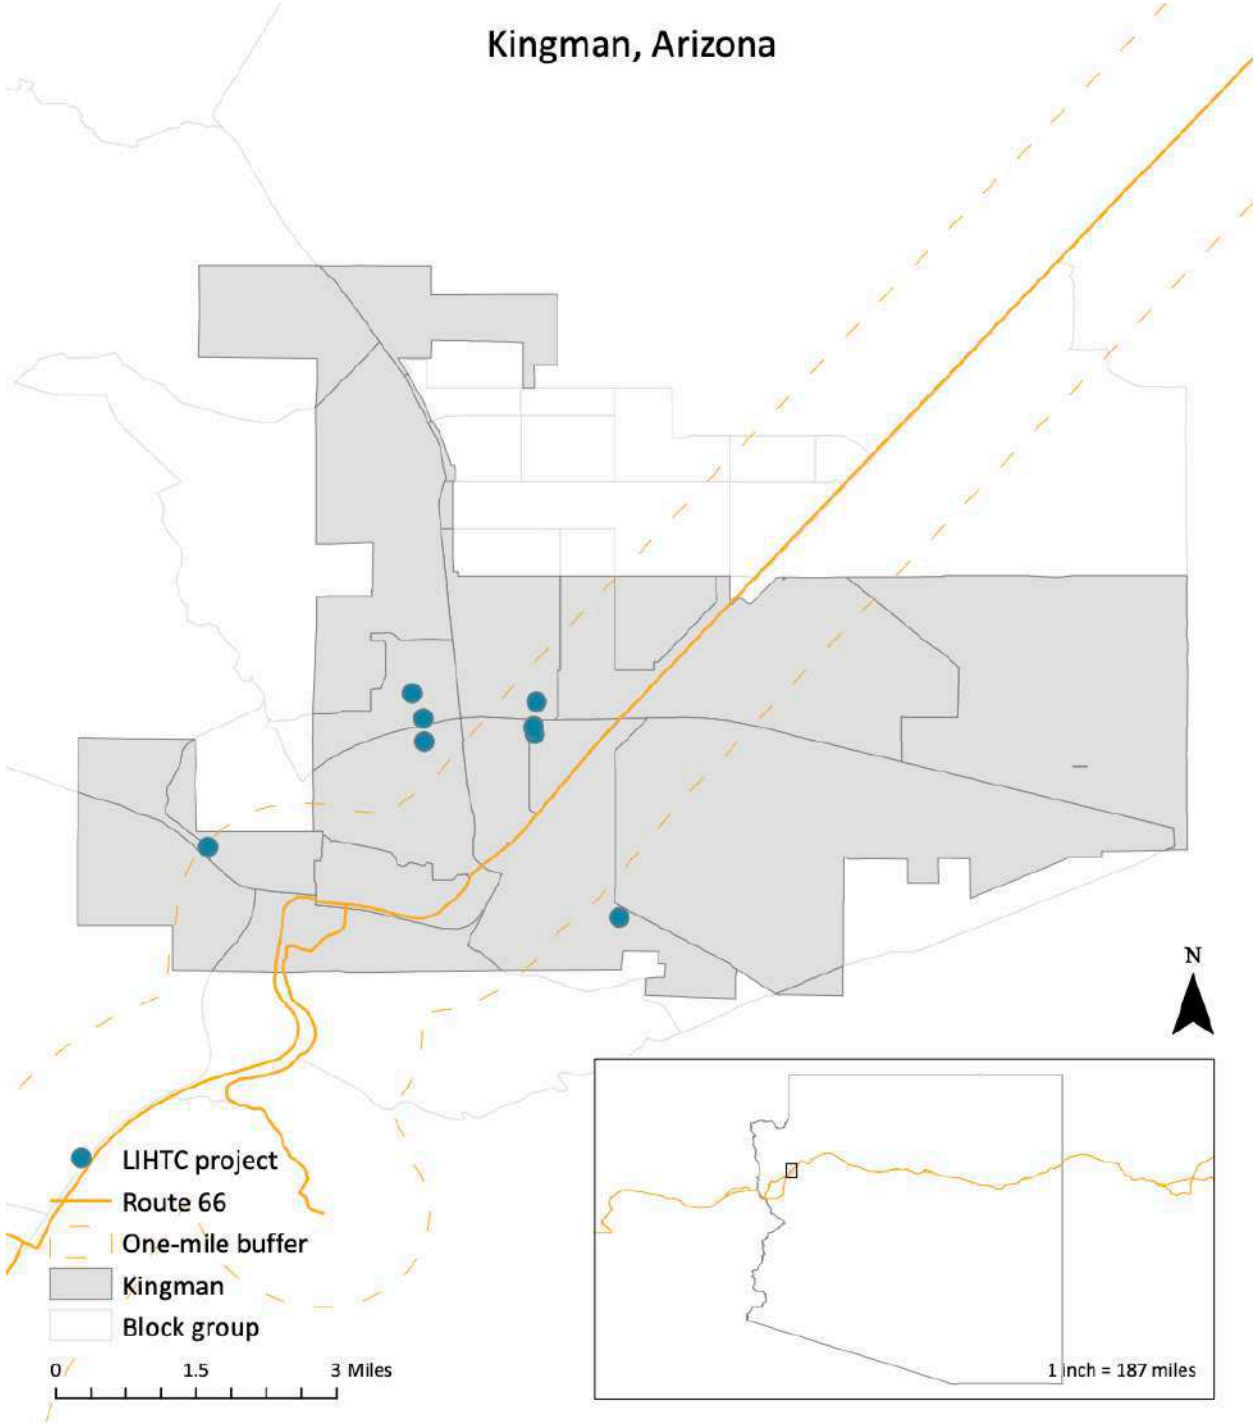 Kingman, Arizona
N
LIHTC project
Route 66
One-mile buffer
Kingman
Block group
0 1.5 3 Miles
1 inch = 187 miles